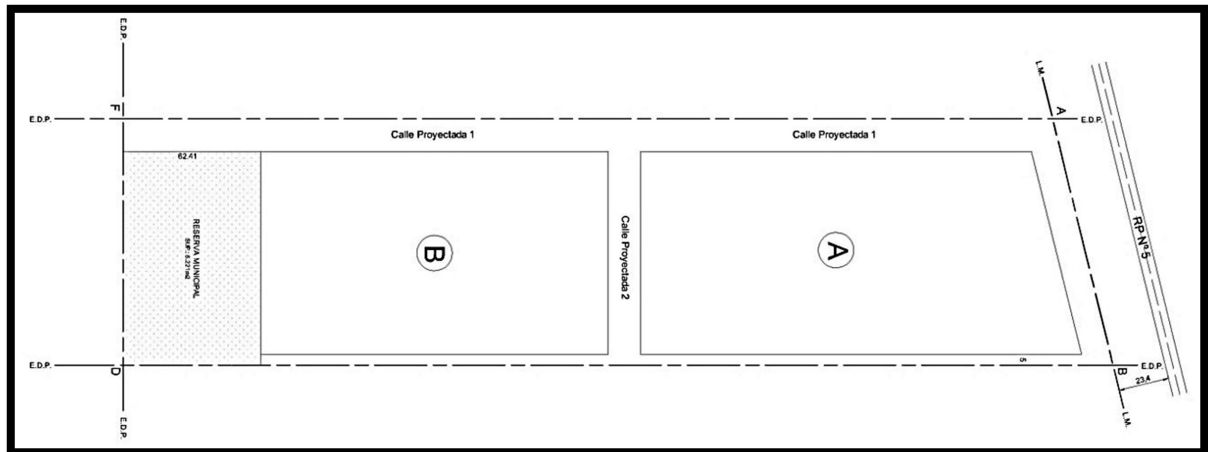 E.D.P.
L.M.
F
A
E.D.P.
E.D.P.
Calle Proyectada 1
Calle Proyectada 1
62.41
RESERVA MUNICIPAL
B
Calle Proyectada 2
A
RP Nº 5
5
E.D.P.
D
B
E.D.P.
23.4
E.D.P.
L.M.